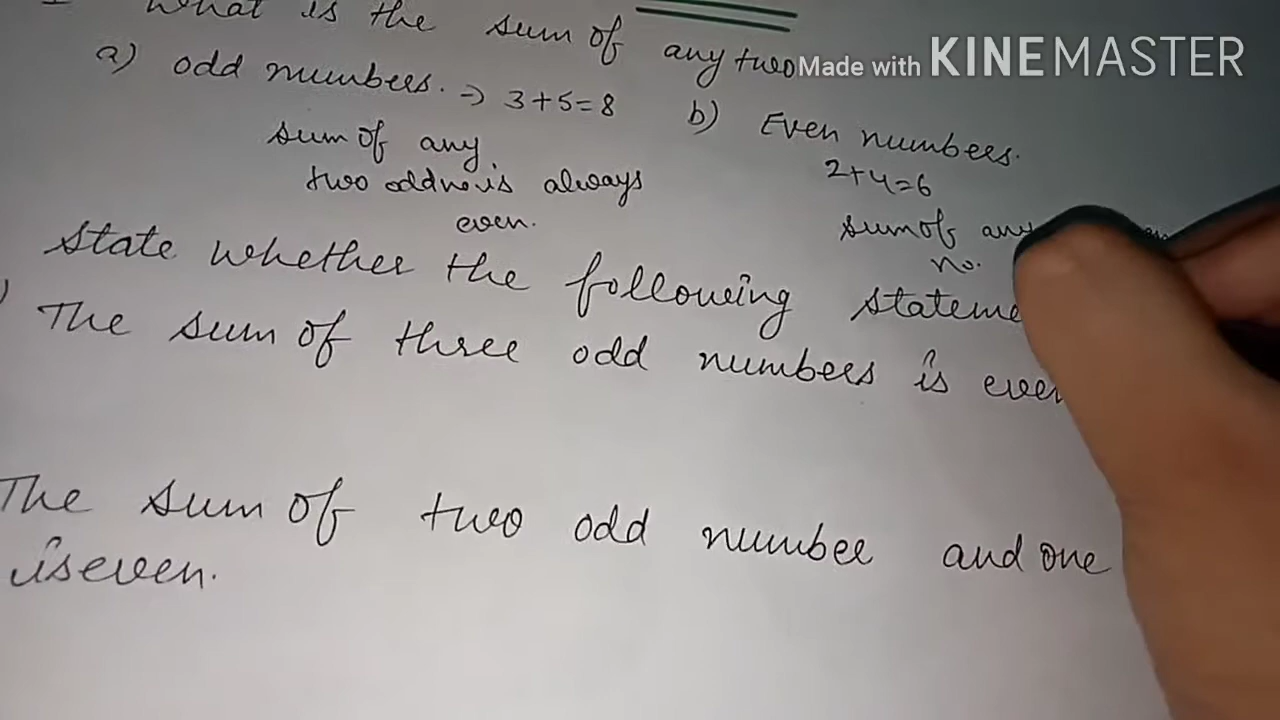 What is the sum of any two
a) odd numbers. → 3+5=8
sum of any
two odd no is always
even.
b) Even numbers.
2+4=6
sum of any
no.
State whether the following Stateme
The sum of three odd numbers is even
The sum of two odd number and one
is even.
Made with KINEMASTER